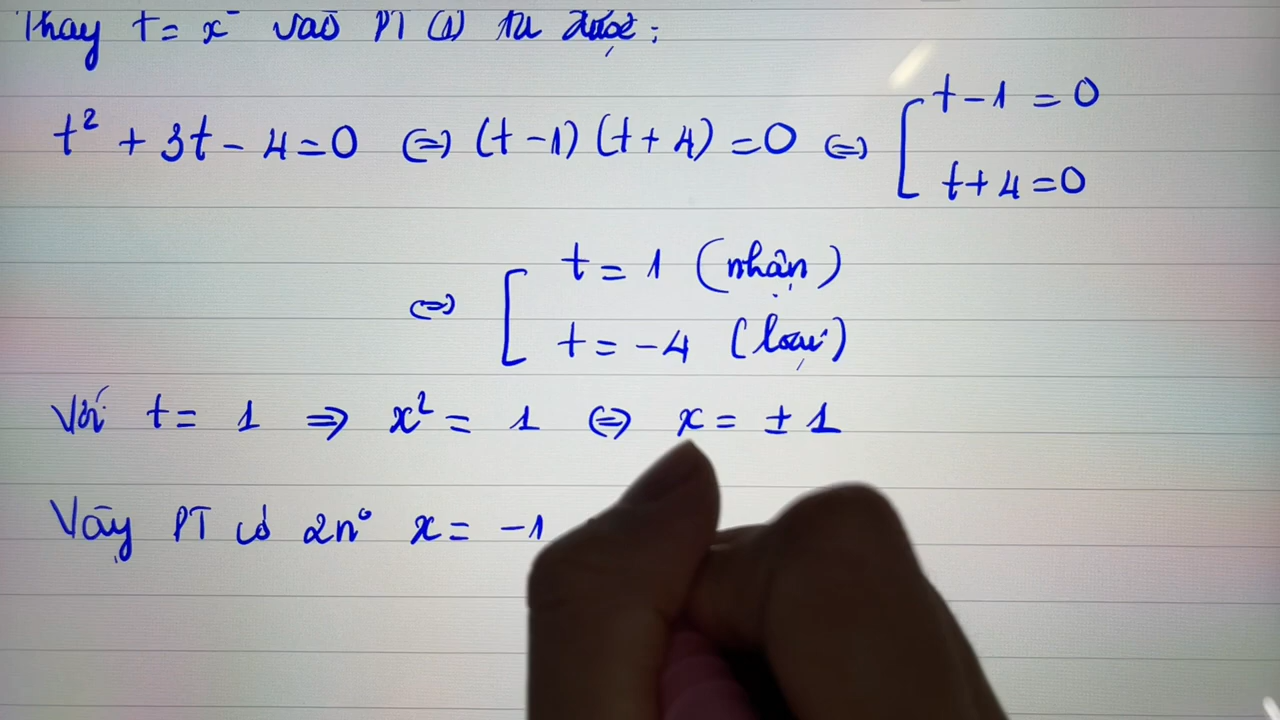 Thay t = x² vào PT (1) ta được:
t² + 3t - 4 = 0 ⇔ (t - 1) (t + 4) = 0 ⇔ [ t - 1 = 0
t + 4 = 0
⇔ [ t = 1 (nhận)
t = -4 (loại)
Với t = 1 ⇒ x² = 1 ⇔ x = ± 1
Vậy PT có 2n° x = -1